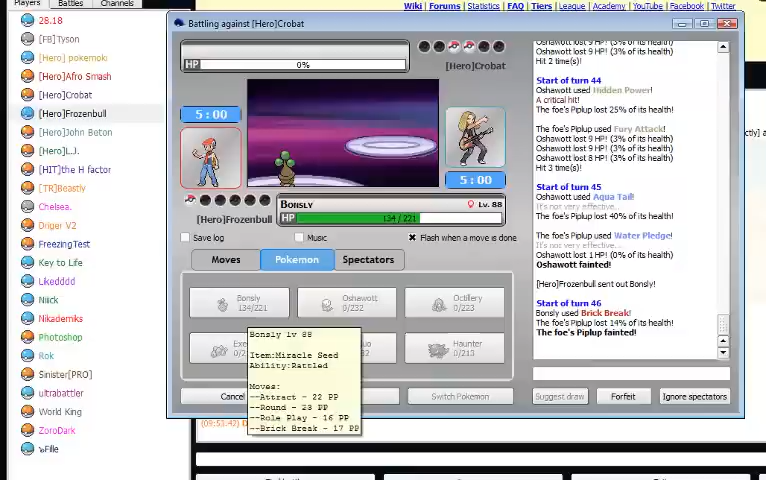 Players
Battles
Channels
Wiki | Forums | Statistics | FAQ | Tiers | League | Academy | YouTube | Facebook | Twitter
28.18
[FB]Tyson
[Hero] pokemoki
[Hero]Afro Smash
[Hero]Crobat
[Hero]Frozenbull
[Hero]John Beton
[Hero]L.J.
[HIT]the H factor
[TR]Beastly
Chelsea.
Driger V2
FreezingTest
Key to Life
Likedddd
Niiick
Nikademiks
Photoshop
Rok
Sinister[PRO]
ultrabattler
World King
ZoroDark
Battling against [Hero]Crobat
HP 0%
[Hero]Crobat
5:00
5:00
[Hero]Frozenbull
Bonsly Lv. 88
HP 134 / 221
Save log
Music
Flash when a move is done
Moves
Pokemon
Spectators
Bonsly
134/221
Oshawott
0/232
Octillery
0/223
Haunter
0/213
Bonsly lv 88
Item:Miracle Seed
Ability:Rattled
Moves:
--Attract - 22 PP
--Round - 23 PP
--Role Play - 16 PP
--Brick Break - 17 PP
Cancel
Switch Pokemon
Oshawott lost 9 HP! (3% of its health)
Oshawott lost 9 HP! (3% of its health)
Hit 2 time(s)!
Start of turn 44
Oshawott used Hidden Power!
A critical hit!
The foe's Piplup lost 25% of its health!
The foe's Piplup used Fury Attack!
Oshawott lost 9 HP! (3% of its health)
Oshawott lost 9 HP! (3% of its health)
Oshawott lost 8 HP! (3% of its health)
Hit 3 time(s)!
Start of turn 45
Oshawott used Aqua Tail!
It's not very effective...
The foe's Piplup lost 40% of its health!
The foe's Piplup used Water Pledge!
It's not very effective...
Oshawott lost 1 HP! (0% of its health)
Oshawott fainted!
[Hero]Frozenbull sent out Bonsly!
Start of turn 46
Bonsly used Brick Break!
The foe's Piplup lost 14% of its health!
The foe's Piplup fainted!
Suggest draw
Forfeit
Ignore spectators